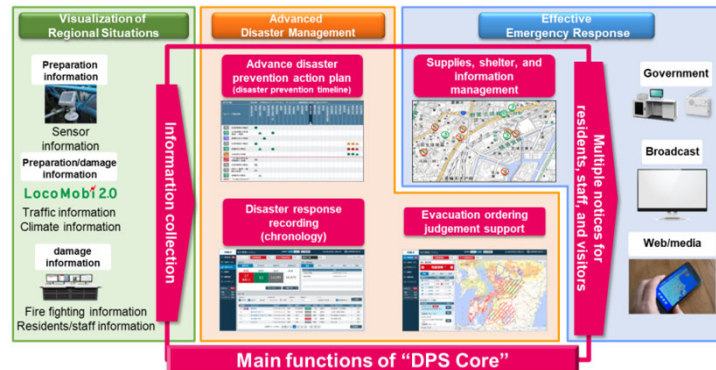 Visualization of
Regional Situations
Advanced
Disaster Management
Effective
Emergency Response
Preparation
information
Sensor
information
Preparation/damage
information
LocoMobi 2.0
Traffic information
Climate information
damage
information
Fire fighting information
Residents/staff information
Informartion collection
Advance disaster
prevention action plan
(disaster prevention timeline)
Supplies, shelter, and
information
management
Disaster response
recording
(chronology)
Evacuation ordering
judgement support
Multiple notices for
residents, staff, and visitors
Government
Broadcast
Web/media
Main functions of “DPS Core”